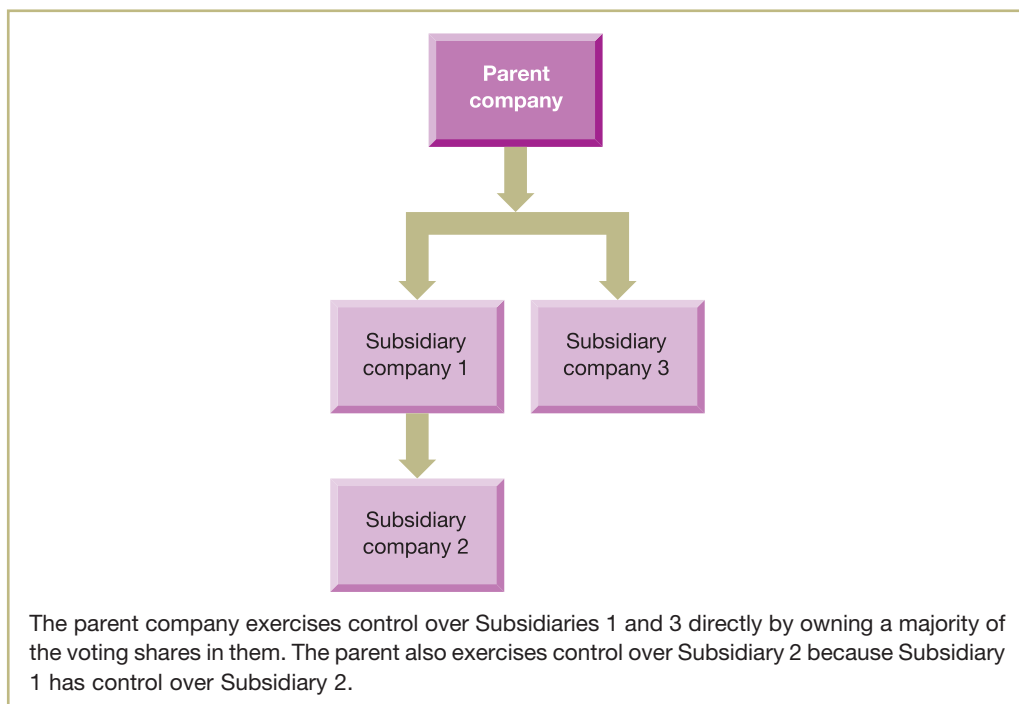 Parent
company
Subsidiary
company 1
Subsidiary
company 3
Subsidiary
company 2
The parent company exercises control over Subsidiaries 1 and 3 directly by owning a majority of
the voting shares in them. The parent also exercises control over Subsidiary 2 because Subsidiary
1 has control over Subsidiary 2.